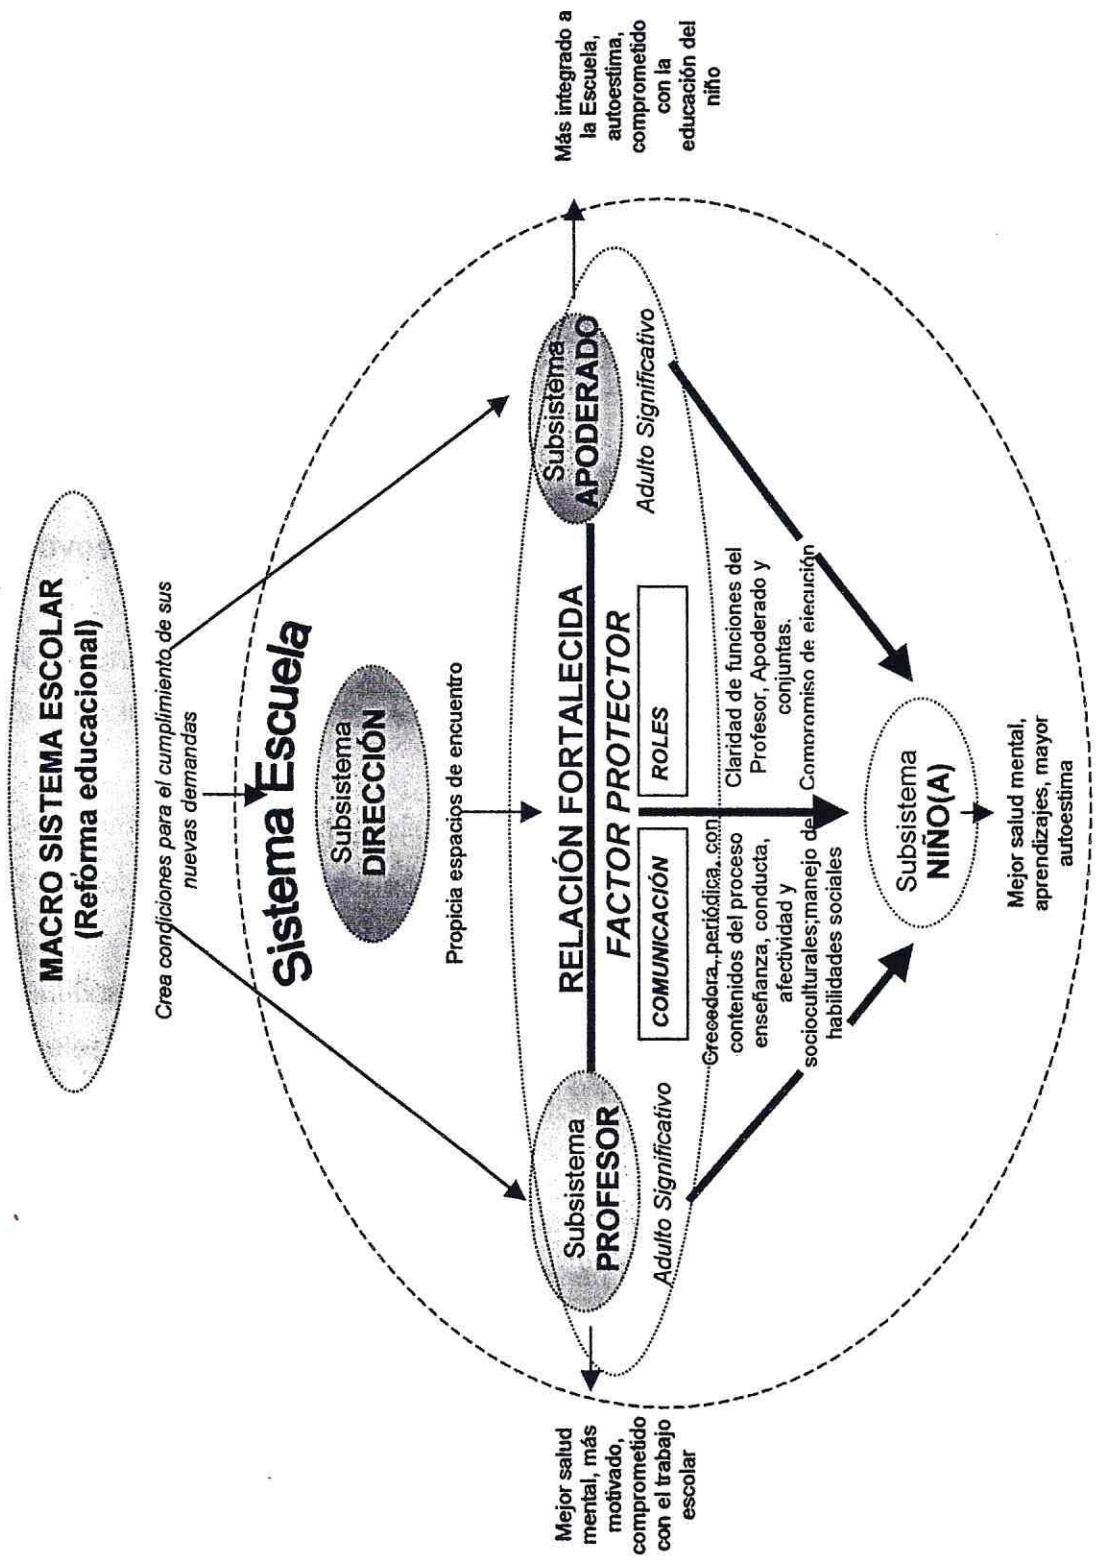 MACRO SISTEMA ESCOLAR
(Reforma educacional)
Crea condiciones para el cumplimiento de sus
nuevas demandas
Sistema Escuela
Subsistema
DIRECCIÓN
Propicia espacios de encuentro
Subsistema
PROFESOR
Adulto Significativo
RELACIÓN FORTALECIDA
FACTOR PROTECTOR
Subsistema
APODERADO
Adulto Significativo
COMUNICACIÓN
Crecedora, periódica, con
contenidos del proceso
enseñanza, conducta,
afectividad y
socioculturales;manejo de
habilidades sociales
ROLES
Claridad de funciones del
Profesor, Apoderado y
conjuntas.
Compromiso de ejecución
Mejor salud
mental, más
motivado,
comprometido
con el trabajo
escolar
Más integrado a
la Escuela,
autoestima,
comprometido
con la
educación del
niño
Subsistema
NIÑO(A)
Mejor salud mental,
aprendizajes, mayor
autoestima